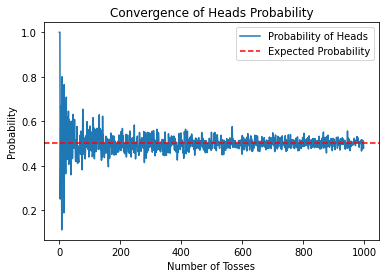 Convergence of Heads Probability
Probability of Heads
Expected Probability
1.0
0.8
0.6
0.4
0.2
Probability
0
200
400
600
800
1000
Number of Tosses